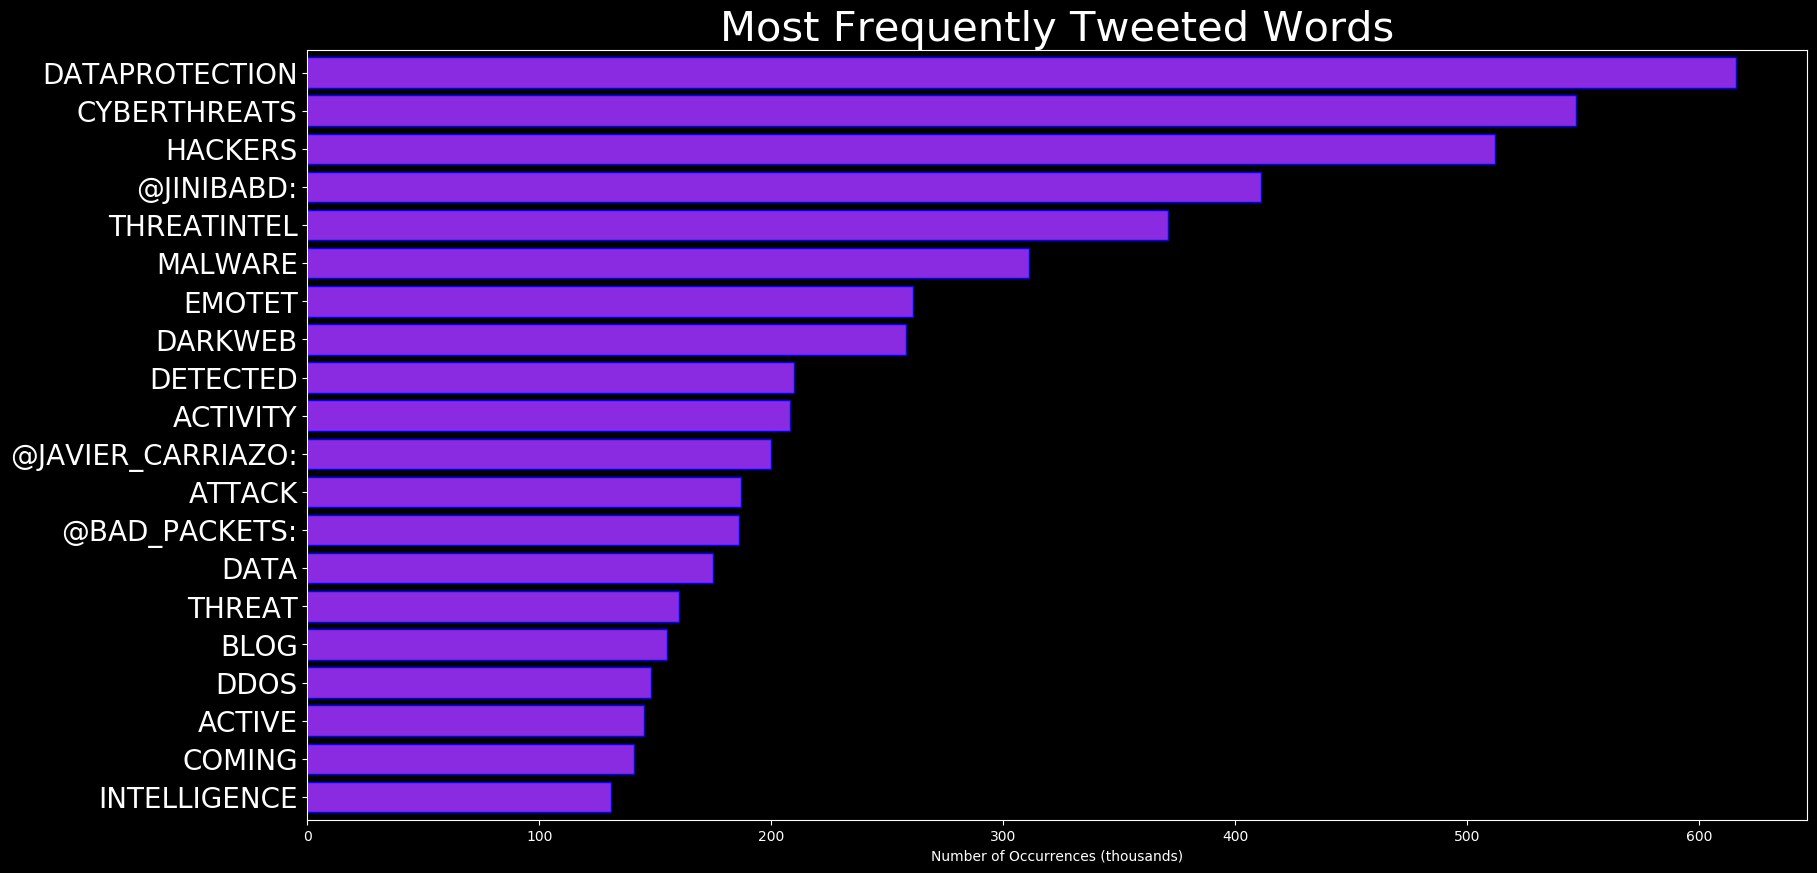 Most Frequently Tweeted Words
DATAPROTECTION
CYBERTHREATS
HACKERS
@JINIBABD:
THREATINTEL
MALWARE
EMOTET
DARKWEB
DETECTED
ACTIVITY
@JAVIER_CARRIAZO:
ATTACK
@BAD_PACKETS:
DATA
THREAT
BLOG
DDOS
ACTIVE
COMING
INTELLIGENCE
0 100 200 300 400 500 600
Number of Occurrences (thousands)